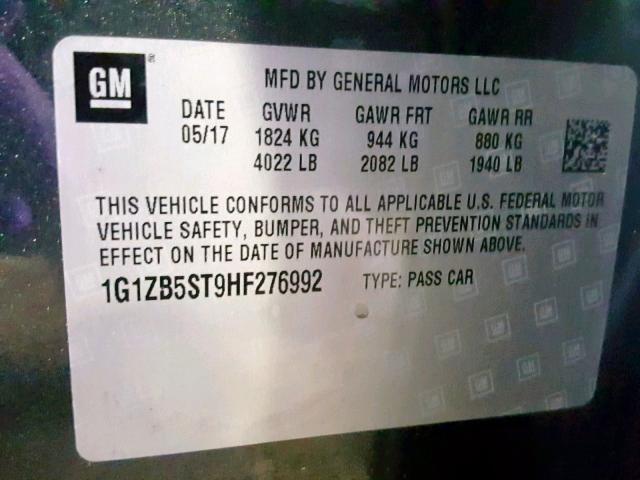 GM ®
MFD BY GENERAL MOTORS LLC
DATE GVWR GAWR FRT GAWR RR
05/17 1824 KG 944 KG 880 KG
4022 LB 2082 LB 1940 LB
THIS VEHICLE CONFORMS TO ALL APPLICABLE U.S. FEDERAL MOTOR
VEHICLE SAFETY, BUMPER, AND THEFT PREVENTION STANDARDS IN
EFFECT ON THE DATE OF MANUFACTURE SHOWN ABOVE.
1G1ZB5ST9HF276992 TYPE: PASS CAR